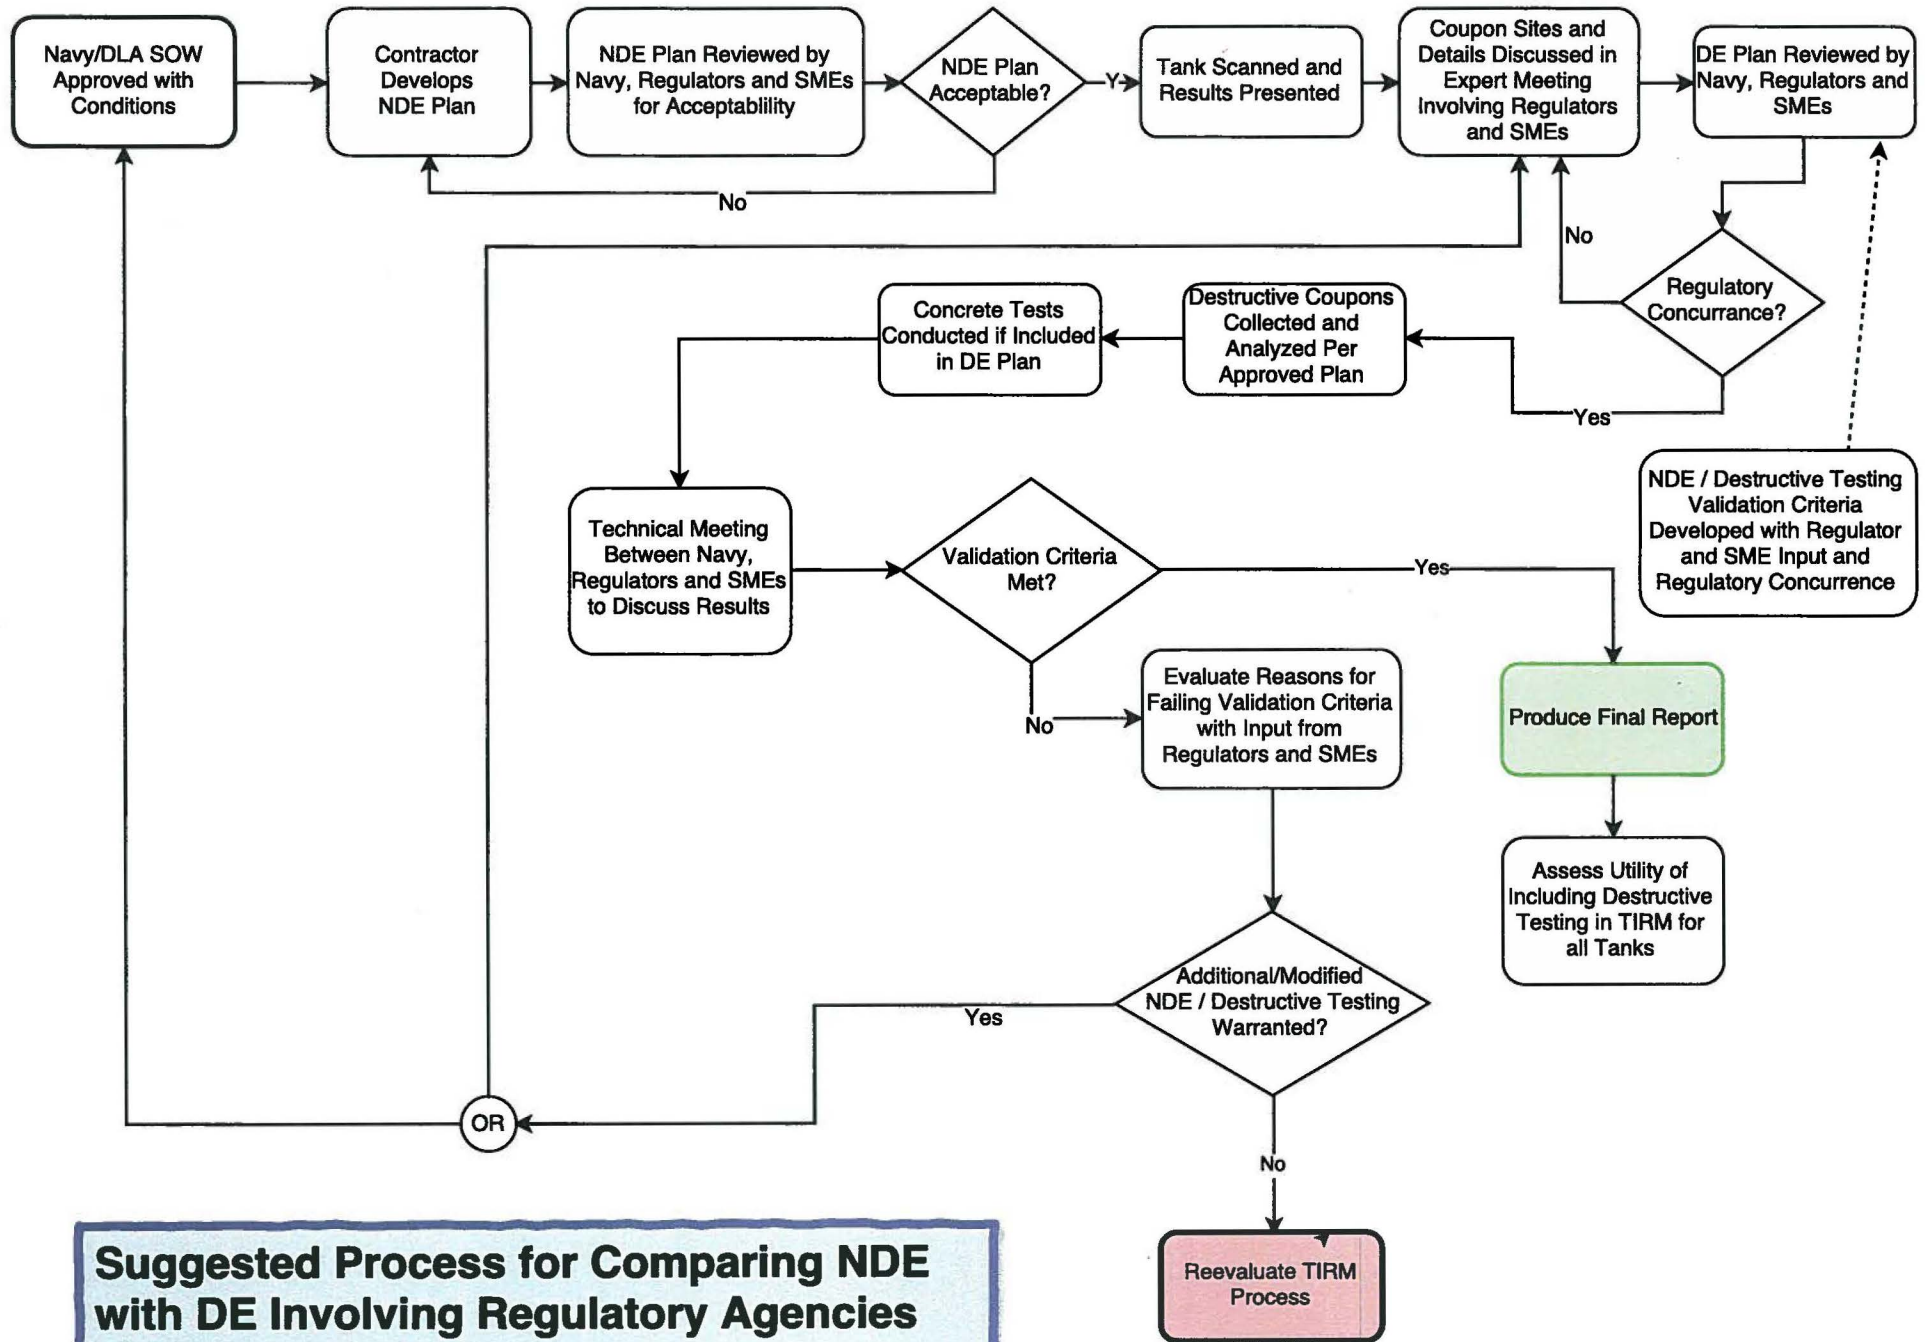 Navy/DLA SOW
Approved with
Conditions
Contractor
Develops
NDE Plan
NDE Plan Reviewed by
Navy, Regulators and SMEs
for Acceptablility
NDE Plan
Acceptable?
Y
Tank Scanned and
Results Presented
Coupon Sites and
Details Discussed in
Expert Meeting
Involving Regulators
and SMEs
DE Plan Reviewed by
Navy, Regulators and
SMEs
No
No
Regulatory
Concurrance?
Yes
Destructive Coupons
Collected and
Analyzed Per
Approved Plan
Concrete Tests
Conducted if Included
in DE Plan
NDE / Destructive Testing
Validation Criteria
Developed with Regulator
and SME Input and
Regulatory Concurrence
Technical Meeting
Between Navy,
Regulators and SMEs
to Discuss Results
Validation Criteria
Met?
Yes
No
Evaluate Reasons for
Failing Validation Criteria
with Input from
Regulators and SMEs
Produce Final Report
Assess Utility of
Including Destructive
Testing in TIRM for
all Tanks
Additional/Modified
NDE / Destructive Testing
Warranted?
Yes
OR
No
Reevaluate TIRM
Process
Suggested Process for Comparing NDE
with DE Involving Regulatory Agencies